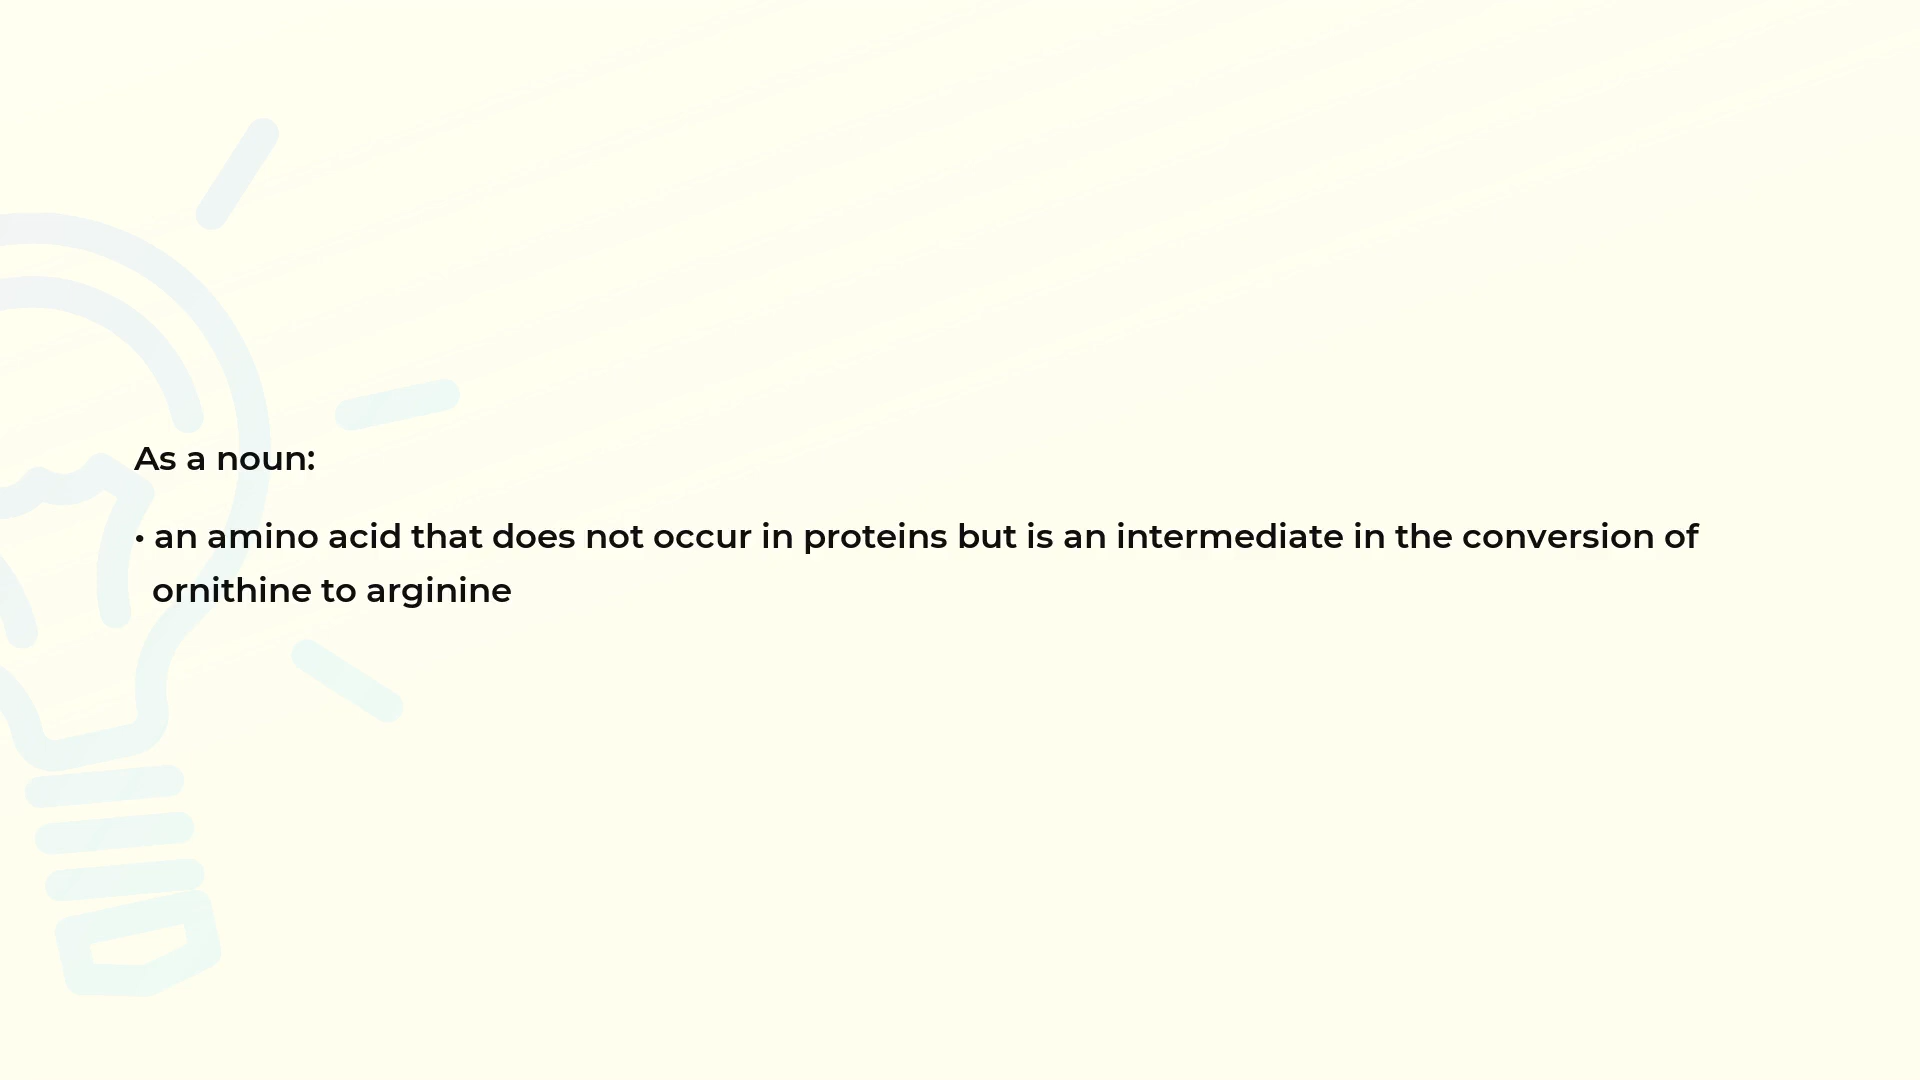 As a noun:
• an amino acid that does not occur in proteins but is an intermediate in the conversion of
ornithine to arginine